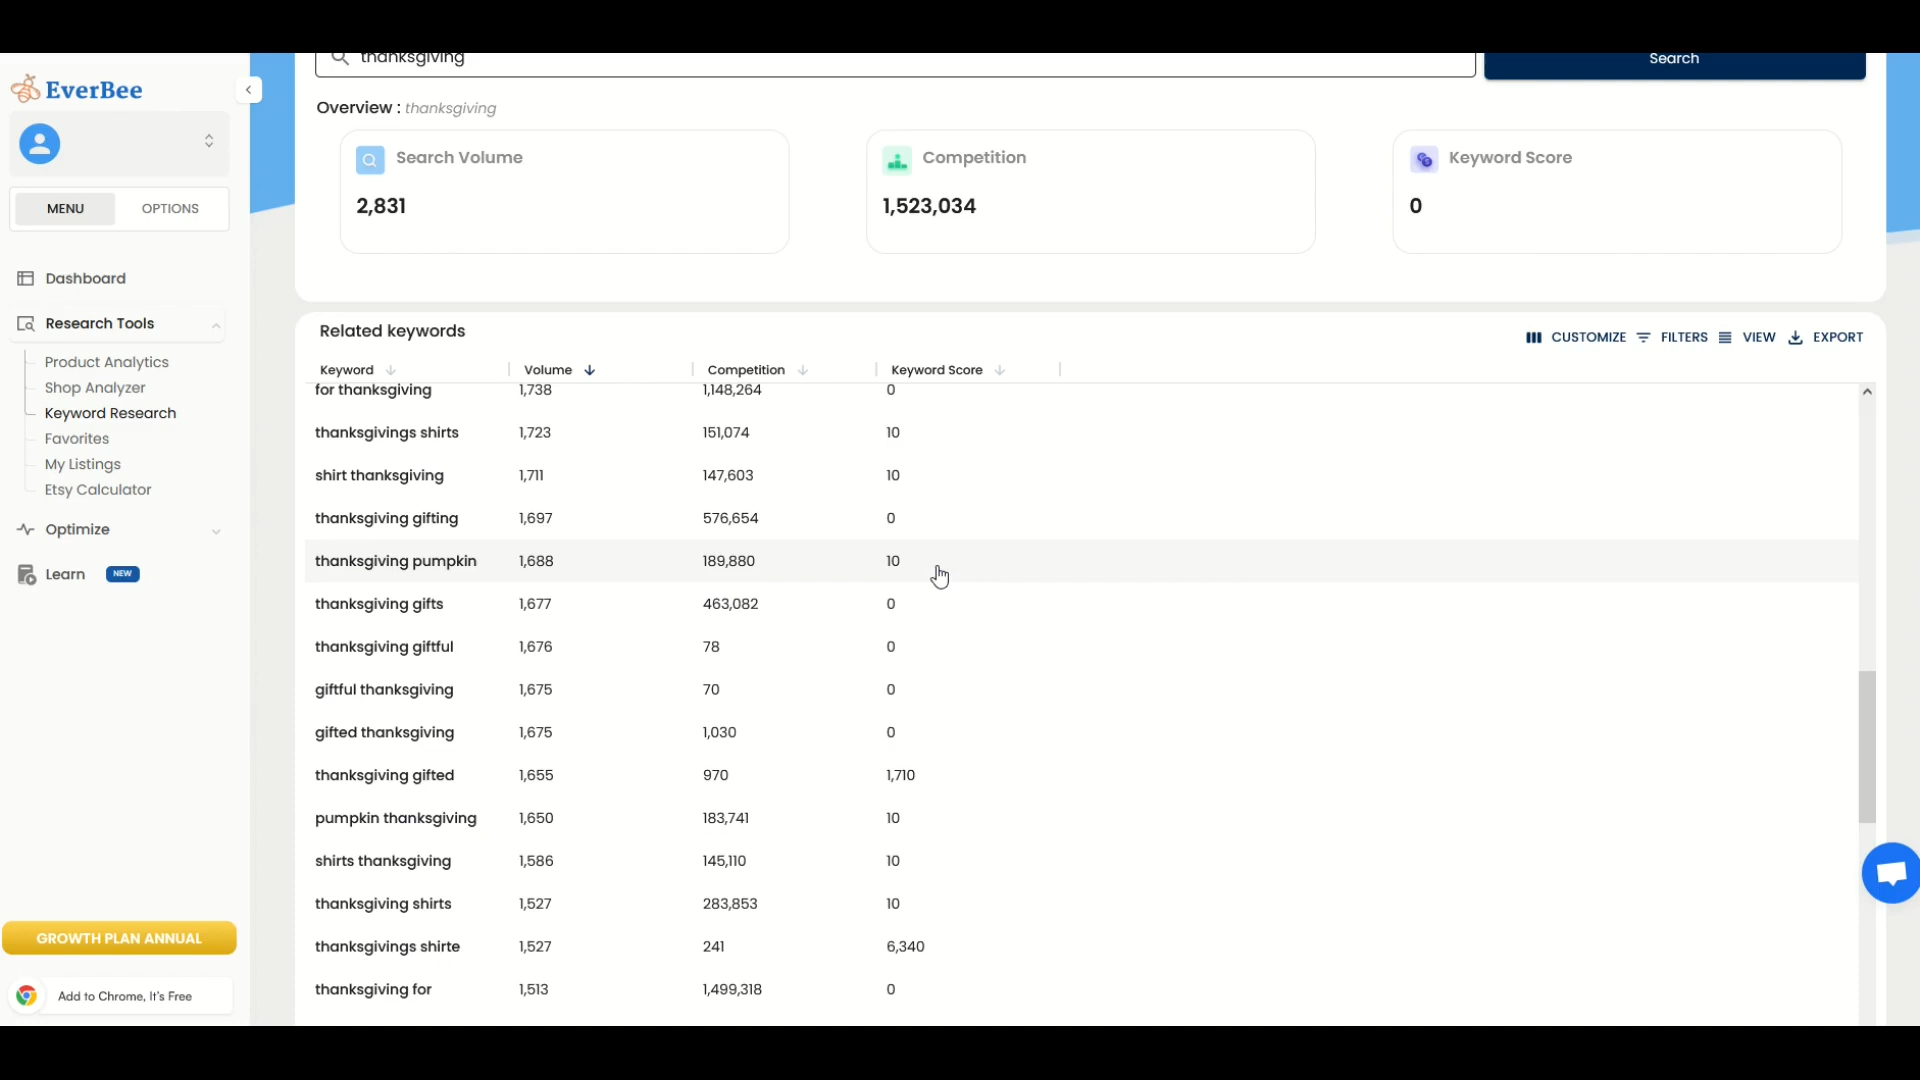 thanksgiving
Search
EverBee
Overview : thanksgiving
Search Volume
2,831
Competition
1,523,034
Keyword Score
0
MENU
OPTIONS
Dashboard
Research Tools
Product Analytics
Shop Analyzer
Keyword Research
Favorites
My Listings
Etsy Calculator
Optimize
Learn NEW
GROWTH PLAN ANNUAL
Add to Chrome, It's Free
Related keywords
CUSTOMIZE FILTERS VIEW EXPORT
Keyword Volume Competition Keyword Score
for thanksgiving 1,738 1,148,264 0
thanksgivings shirts 1,723 151,074 10
shirt thanksgiving 1,711 147,603 10
thanksgiving gifting 1,697 576,654 0
thanksgiving pumpkin 1,688 189,880 10
thanksgiving gifts 1,677 463,082 0
thanksgiving giftful 1,676 78 0
giftful thanksgiving 1,675 70 0
gifted thanksgiving 1,675 1,030 0
thanksgiving gifted 1,655 970 1,710
pumpkin thanksgiving 1,650 183,741 10
shirts thanksgiving 1,586 145,110 10
thanksgiving shirts 1,527 283,853 10
thanksgivings shirte 1,527 241 6,340
thanksgiving for 1,513 1,499,318 0